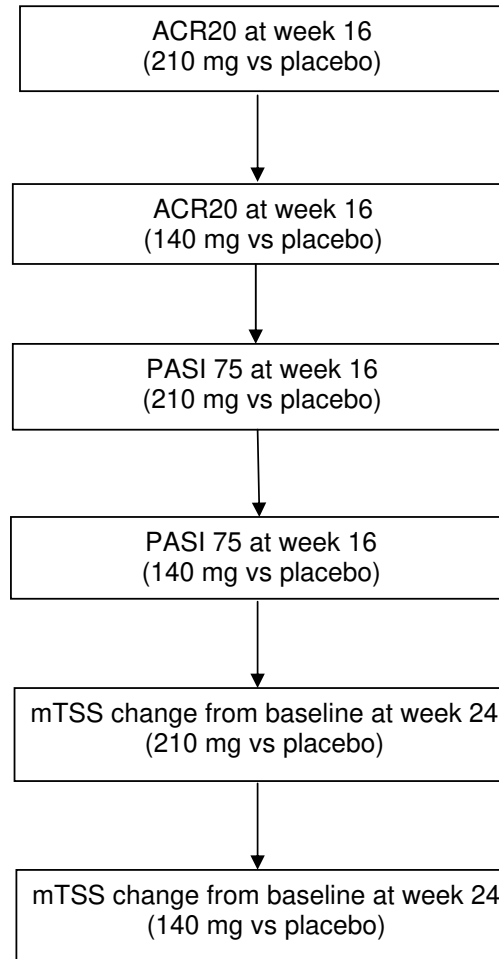 ACR20 at week 16
(210 mg vs placebo)
ACR20 at week 16
(140 mg vs placebo)
PASI 75 at week 16
(210 mg vs placebo)
PASI 75 at week 16
(140 mg vs placebo)
mTSS change from baseline at week 24
(210 mg vs placebo)
mTSS change from baseline at week 24
(140 mg vs placebo)